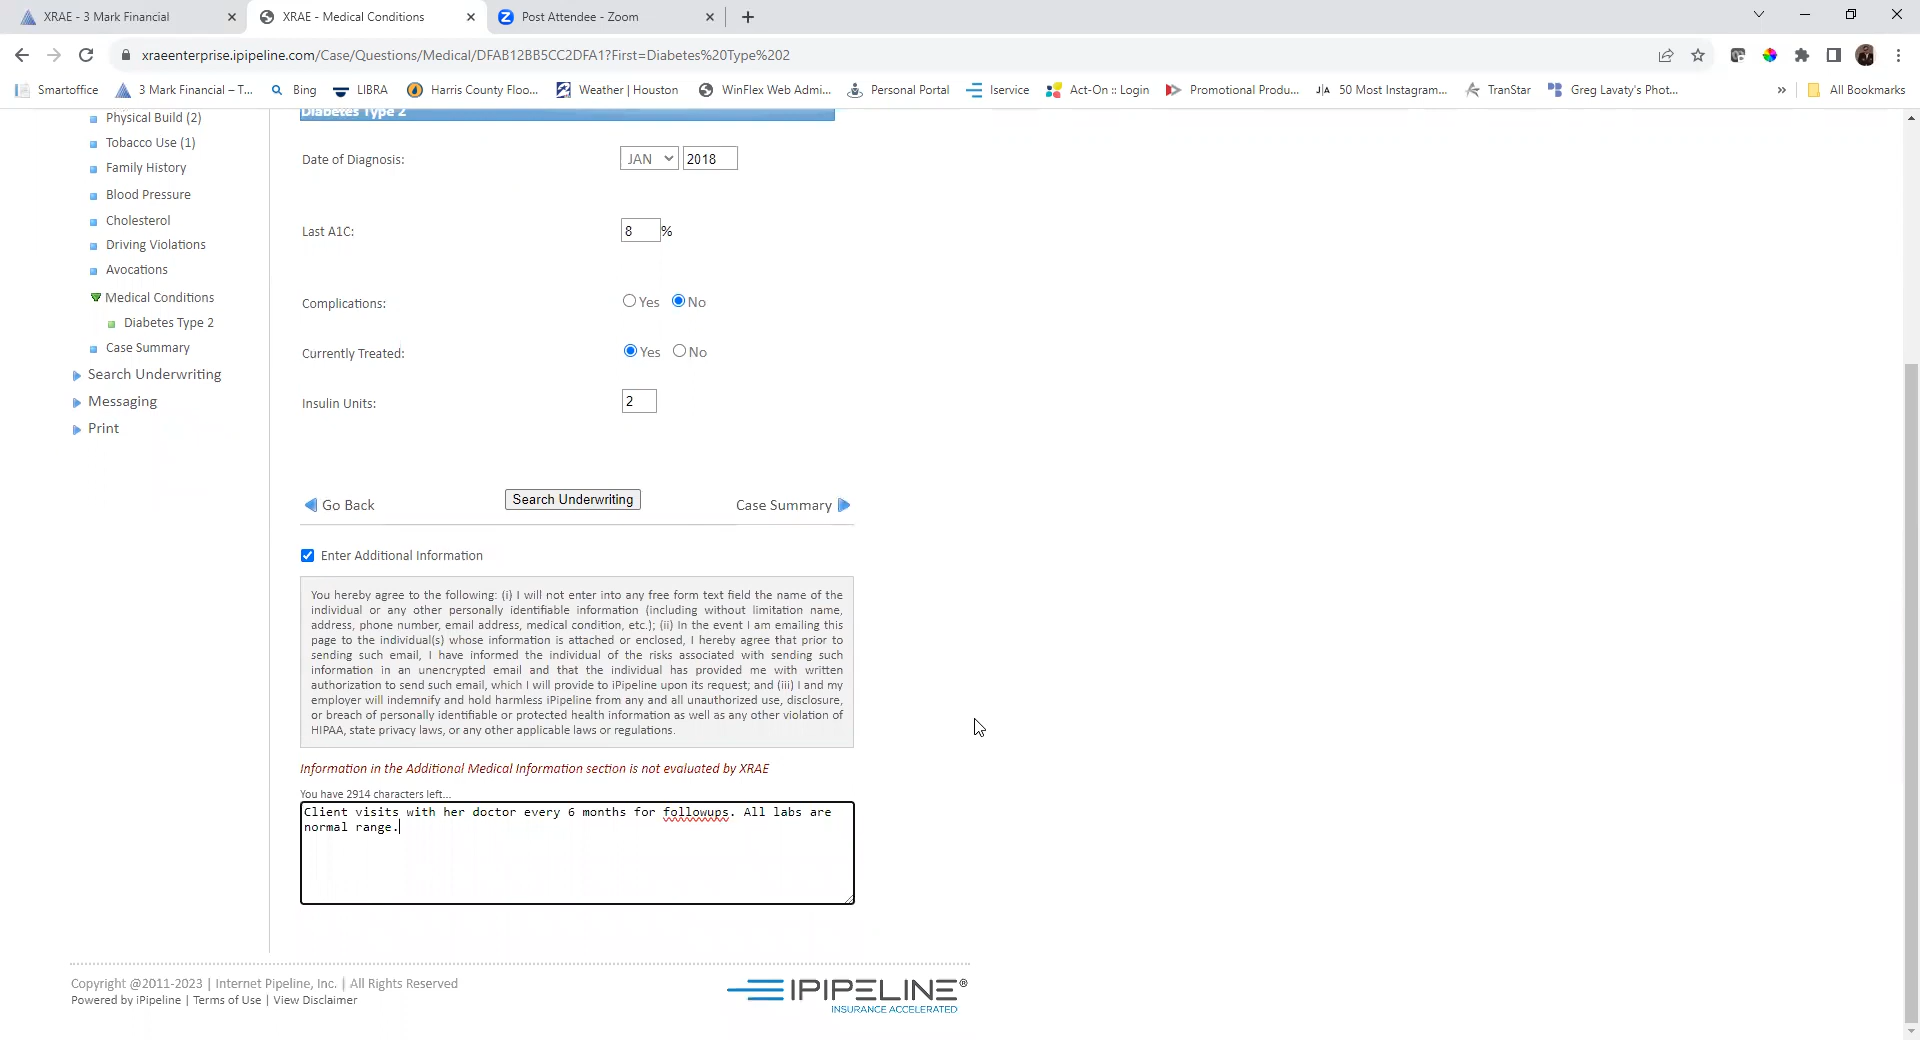 XRAE - 3 Mark Financial
XRAE - Medical Conditions
Post Attendee - Zoom
xraeenterprise.ipipeline.com/Case/Questions/Medical/DFAB12BB5CC2DFA1?First=Diabetes%20Type%202
Smartoffice
3 Mark Financial – T...
Bing
LIBRA
Harris County Floo...
Weather | Houston
WinFlex Web Admi...
Personal Portal
Iservice
Act-On :: Login
Promotional Produ...
J|A 50 Most Instagram...
TranStar
Greg Lavaty's Phot...
»
All Bookmarks
Physical Build (2)
Tobacco Use (1)
Family History
Blood Pressure
Cholesterol
Driving Violations
Avocations
Medical Conditions
Diabetes Type 2
Case Summary
Search Underwriting
Messaging
Print
Diabetes Type 2
Date of Diagnosis: JAN 2018
Last A1C: 8 %
Complications: Yes No
Currently Treated: Yes No
Insulin Units: 2
Go Back
Search Underwriting
Case Summary
Enter Additional Information
You hereby agree to the following: (i) I will not enter into any free form text field the name of the
individual or any other personally identifiable information (including without limitation name,
address, phone number, email address, medical condition, etc.); (ii) In the event I am emailing this
page to the individual(s) whose information is attached or enclosed, I hereby agree that prior to
sending such email, I have informed the individual of the risks associated with sending such
information in an unencrypted email and that the individual has provided me with written
authorization to send such email, which I will provide to iPipeline upon its request; and (iii) I and my
employer will indemnify and hold harmless iPipeline from any and all unauthorized use, disclosure,
or breach of personally identifiable or protected health information as well as any other violation of
HIPAA, state privacy laws, or any other applicable laws or regulations.
Information in the Additional Medical Information section is not evaluated by XRAE
You have 2914 characters left...
Client visits with her doctor every 6 months for followups. All labs are
normal range.
Copyright @2011-2023 | Internet Pipeline, Inc. | All Rights Reserved
Powered by iPipeline | Terms of Use | View Disclaimer
IPIPELINE®
INSURANCE ACCELERATED